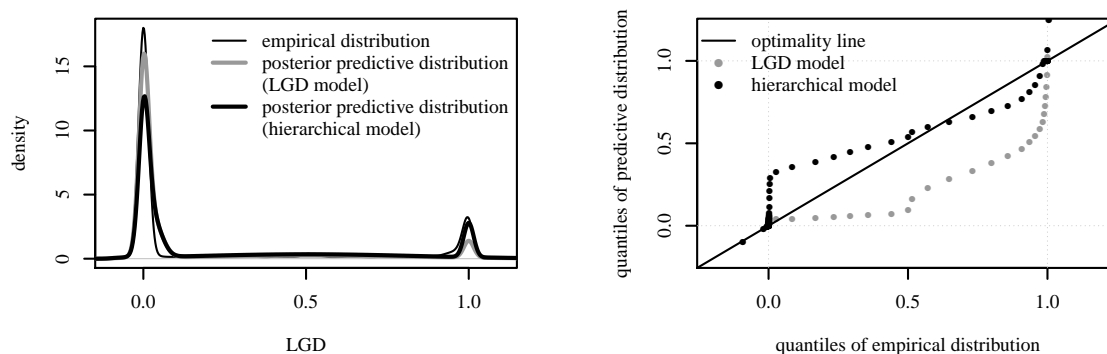 density
0
5
10
15
empirical distribution
posterior predictive distribution
(LGD model)
posterior predictive distribution
(hierarchical model)
0.0
0.5
1.0
LGD
quantiles of predictive distribution
0.0
0.5
1.0
optimality line
LGD model
hierarchical model
0.0
0.5
1.0
quantiles of empirical distribution